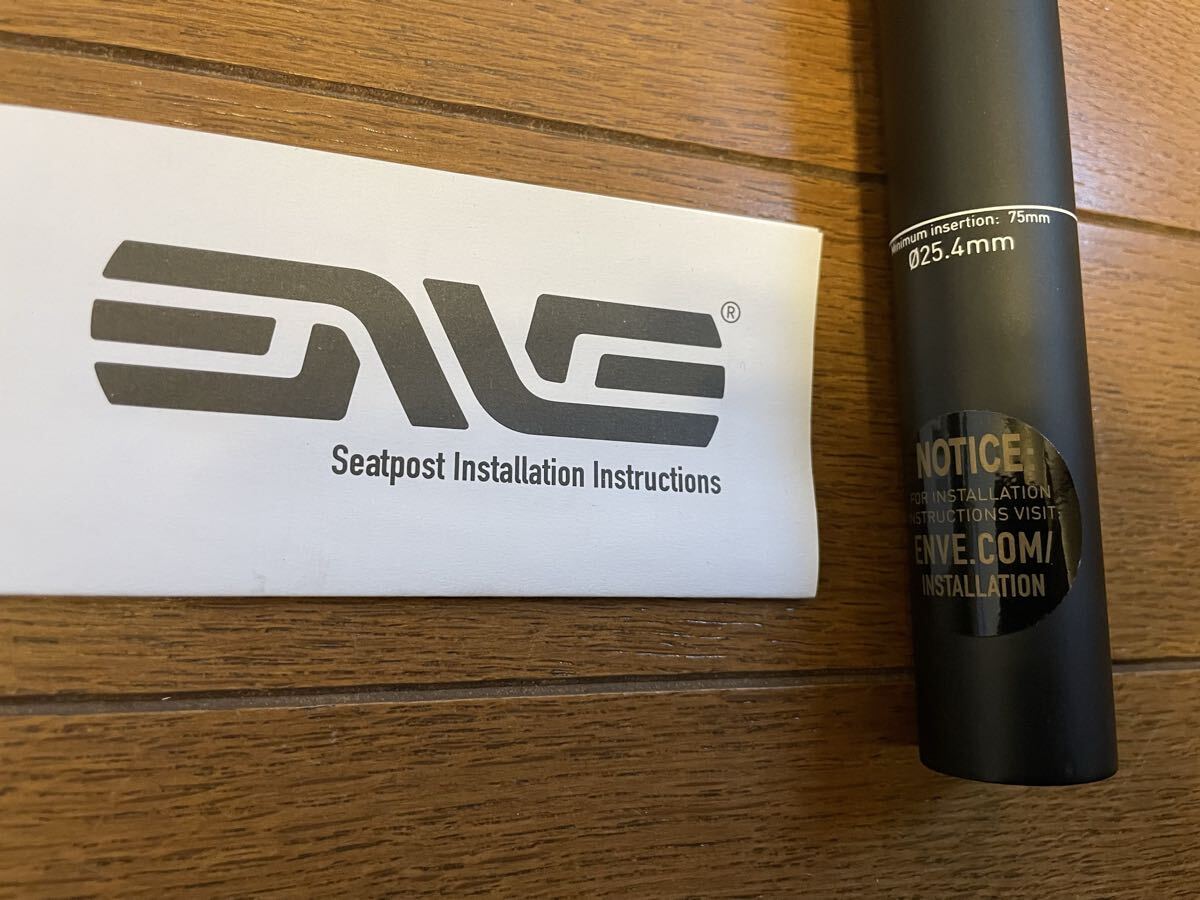 ENVE®
Seatpost Installation Instructions
Minimum insertion: 75mm
Ø25.4mm
NOTICE:
FOR INSTALLATION
INSTRUCTIONS VISIT:
ENVE.COM/
INSTALLATION